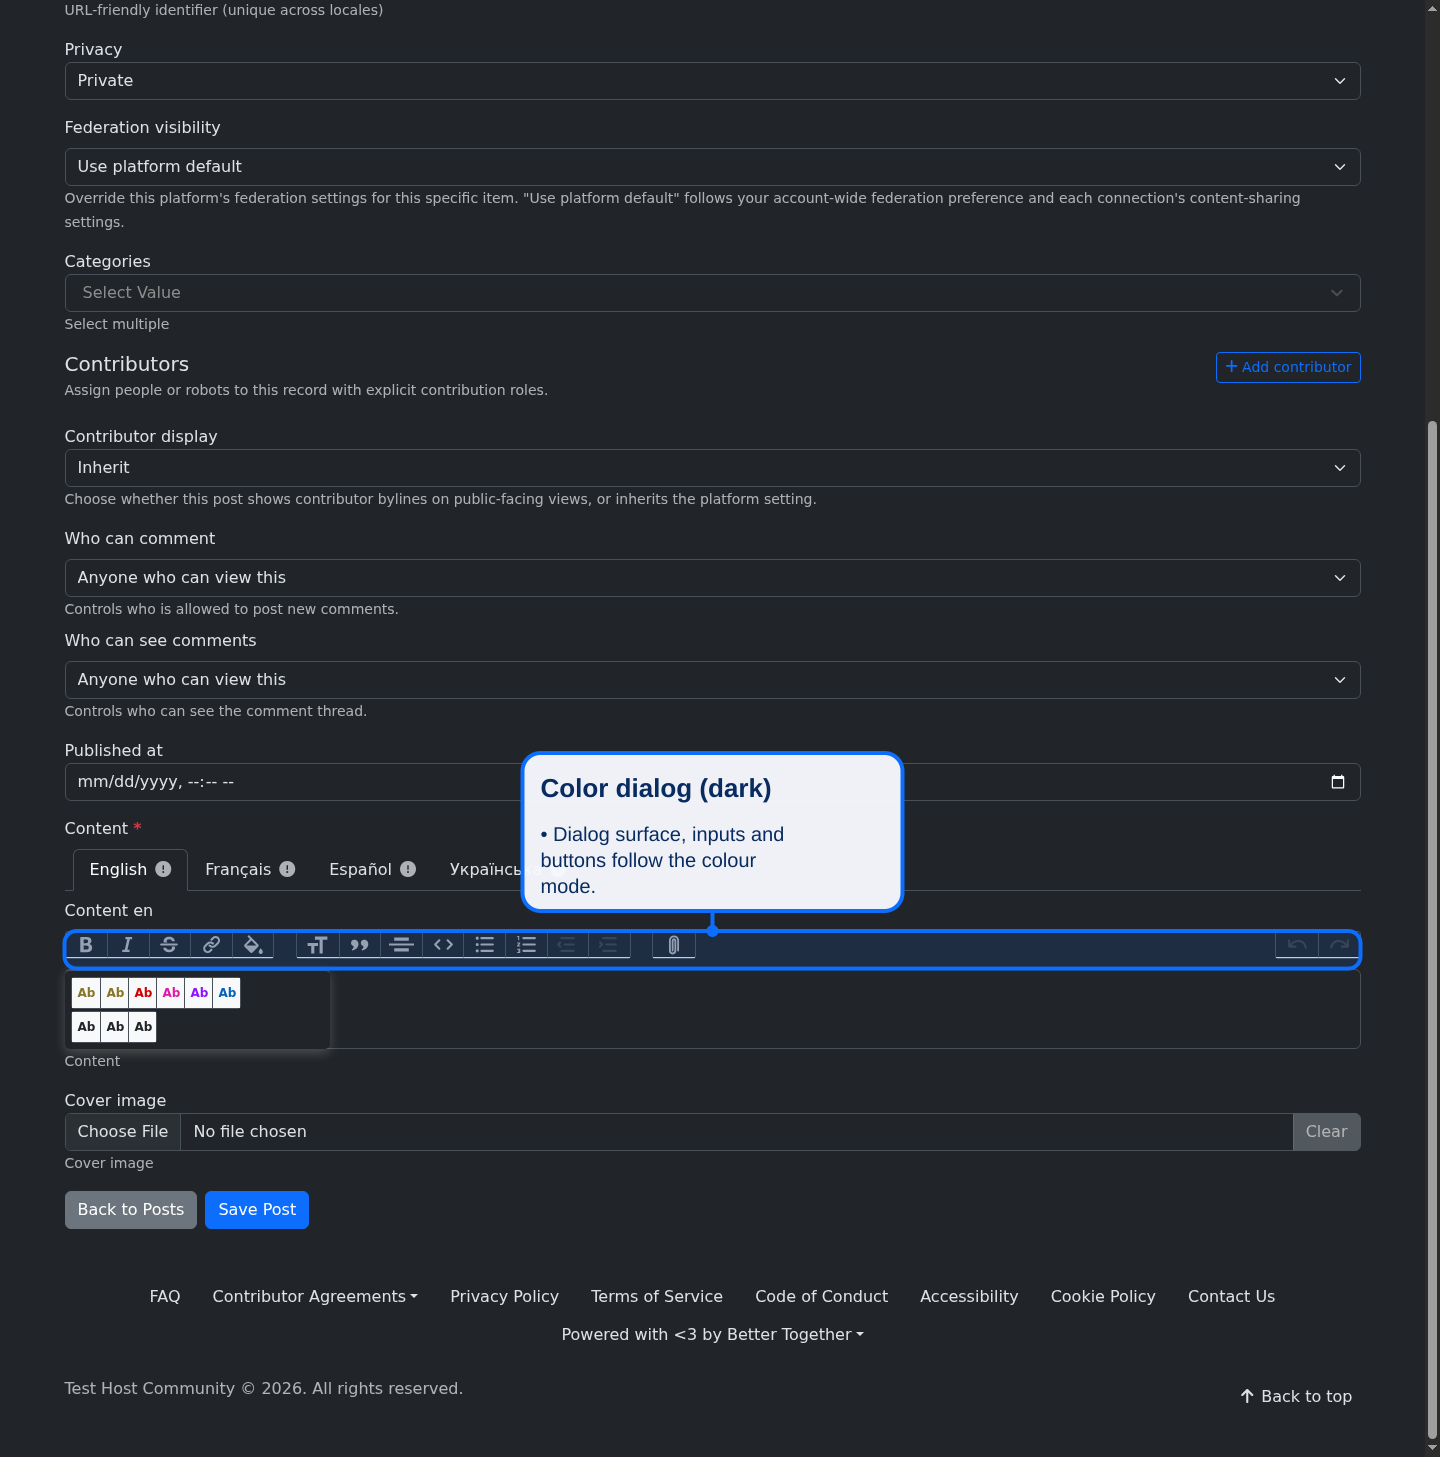 URL-friendly identifier (unique across locales)
Privacy
Private
Federation visibility
Use platform default
Override this platform's federation settings for this specific item. "Use platform default" follows your account-wide federation preference and each connection's content-sharing
settings.
Categories
Select Value
Select multiple
Contributors
Add contributor
Assign people or robots to this record with explicit contribution roles.
Contributor display
Inherit
Choose whether this post shows contributor bylines on public-facing views, or inherits the platform setting.
Who can comment
Anyone who can view this
Controls who is allowed to post new comments.
Who can see comments
Anyone who can view this
Controls who can see the comment thread.
Published at
mm/dd/yyyy, --:-- --
Color dialog (dark)
• Dialog surface, inputs and
buttons follow the colour
mode.
Content *
English Français Español
Content en
Ab Ab Ab Ab Ab Ab
Ab Ab Ab
Content
Cover image
Choose File No file chosen Clear
Cover image
Back to Posts Save Post
FAQ Contributor Agreements Privacy Policy Terms of Service Code of Conduct Accessibility Cookie Policy Contact Us
Powered with <3 by Better Together
Test Host Community © 2026. All rights reserved.
Back to top